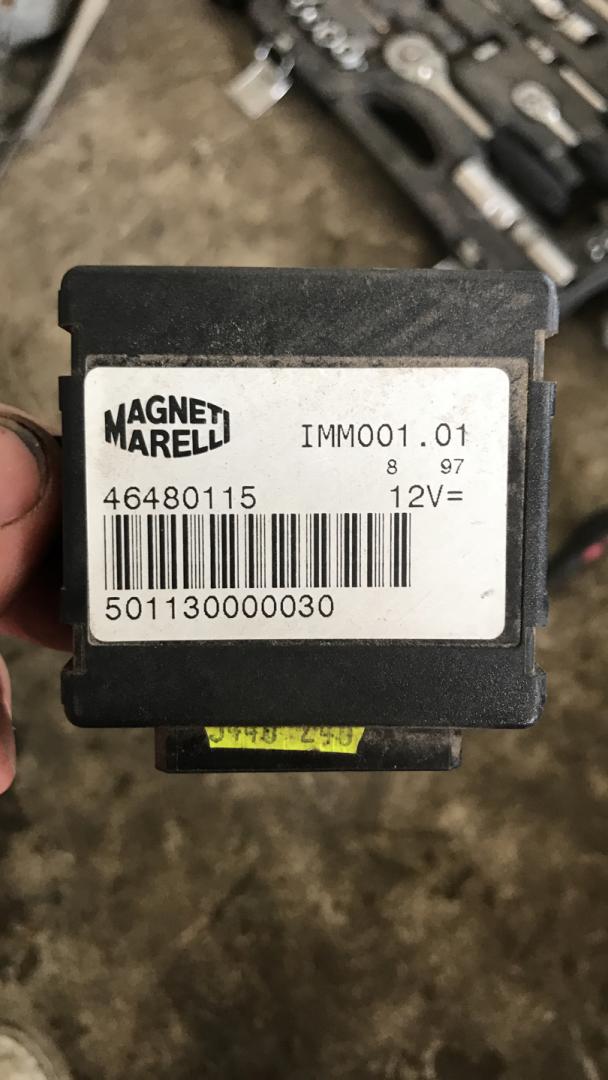 MAGNETI
MARELLI
IMM001.01
8 97
46480115
12V=
501130000030